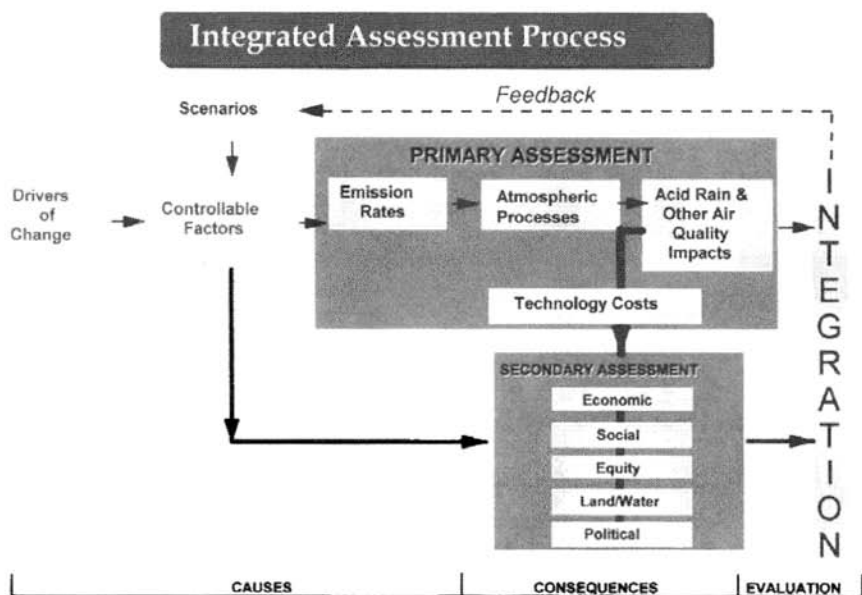 Integrated Assessment Process
Feedback
Scenarios
PRIMARY ASSESSMENT
Drivers
of
Change
Controllable
Factors
Emission
Rates
Atmospheric
Processes
Acid Rain &
Other Air
Quality
Impacts
Technology Costs
SECONDARY ASSESSMENT
Economic
Social
Equity
Land/Water
Political
INTEGRATION
CAUSES
CONSEQUENCES
EVALUATION